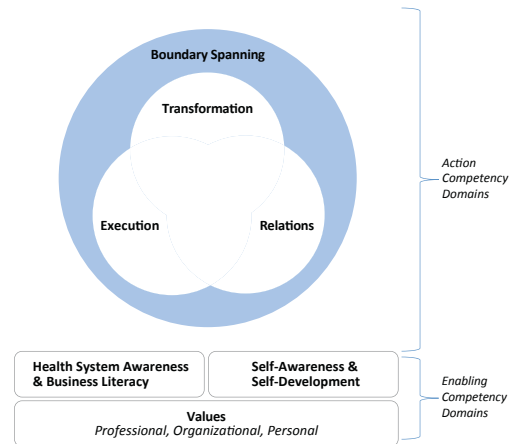 Boundary Spanning
Transformation
Execution
Relations
Action
Competency
Domains
Health System Awareness
& Business Literacy
Self-Awareness &
Self-Development
Values
Professional, Organizational, Personal
Enabling
Competency
Domains